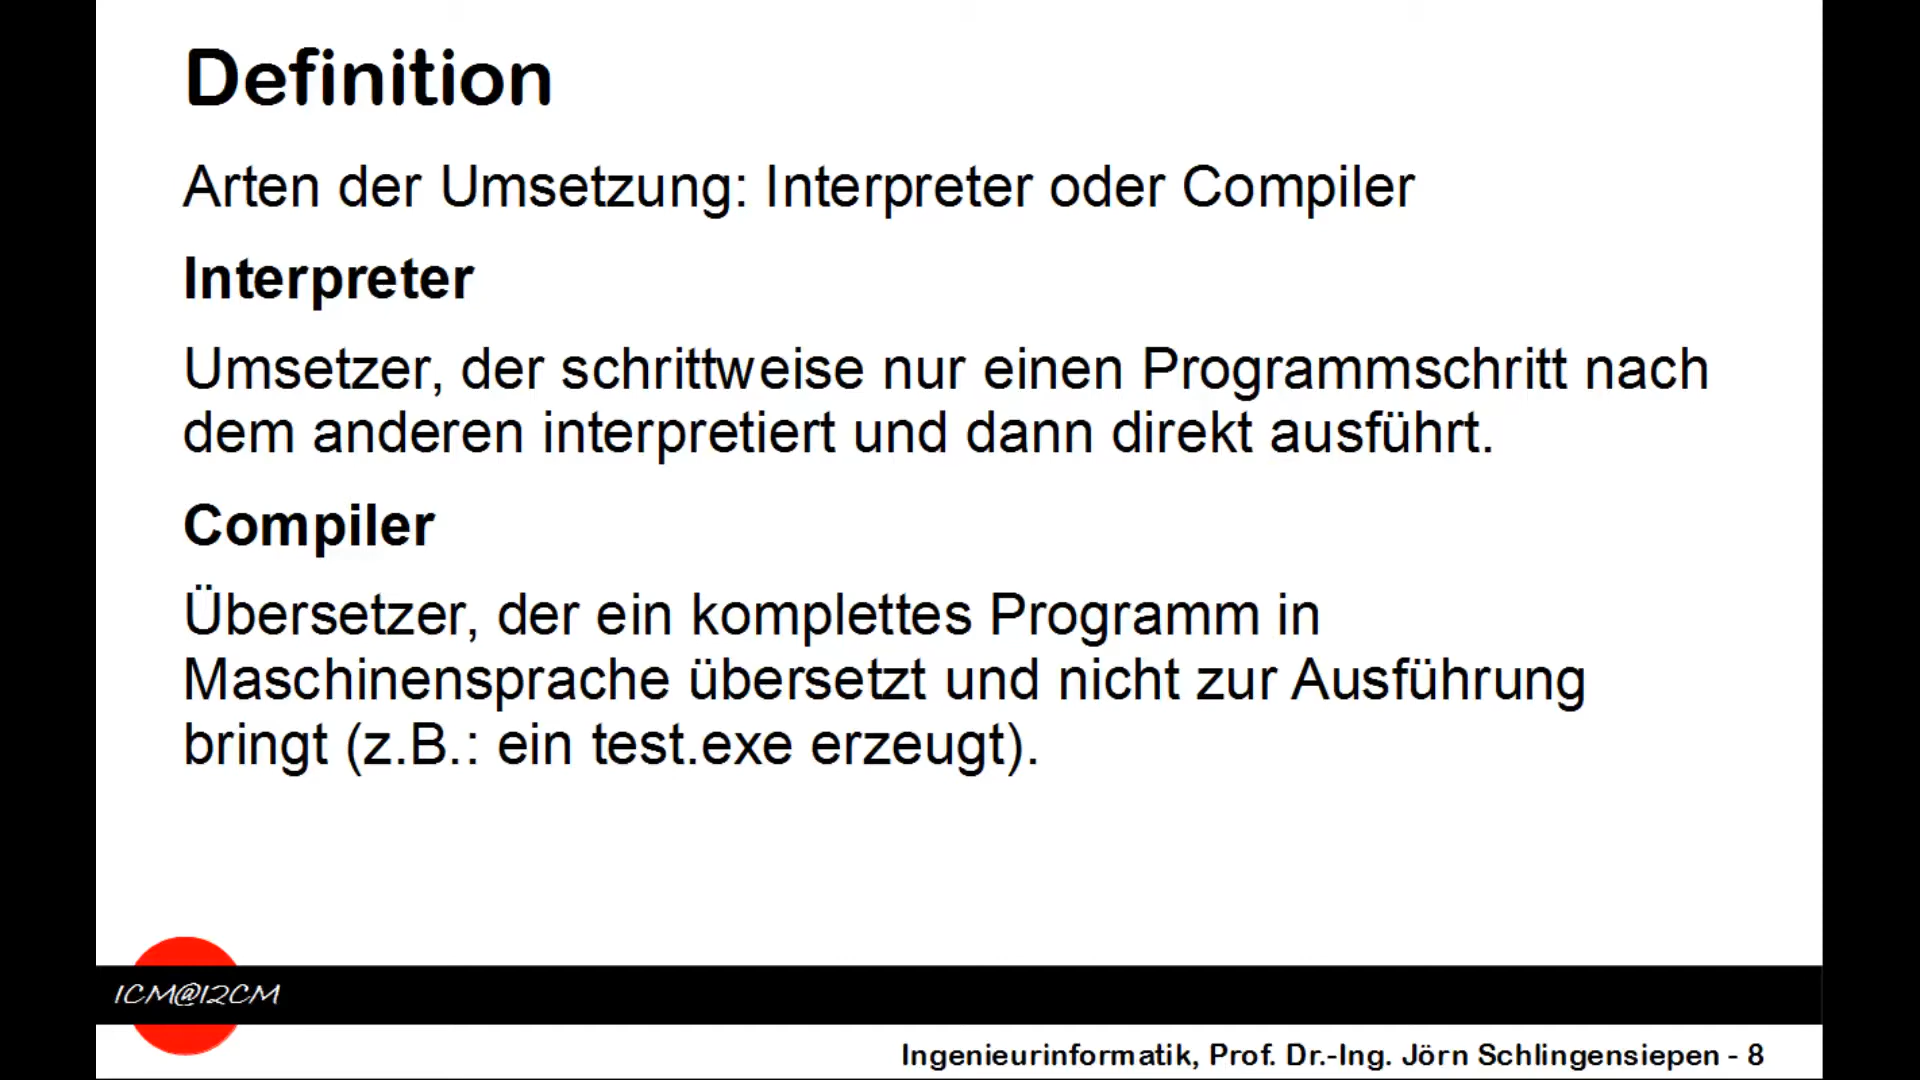 Definition
Arten der Umsetzung: Interpreter oder Compiler
Interpreter
Umsetzer, der schrittweise nur einen Programmschritt nach
dem anderen interpretiert und dann direkt ausführt.
Compiler
Übersetzer, der ein komplettes Programm in
Maschinensprache übersetzt und nicht zur Ausführung
bringt (z.B.: ein test.exe erzeugt).
ICM@I2CM
Ingenieurinformatik, Prof. Dr.-Ing. Jörn Schlingensiepen - 8